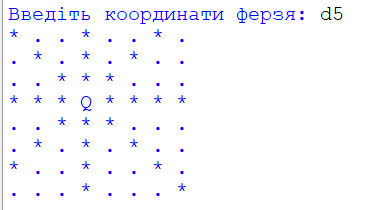 Введіть координати ферзя: d5
* . . * . . * .
. * . * . * . .
. . * * * . . .
* * * Q * * * *
. . * * * . . .
. * . * . * . .
* . . * . . * .
. . . * . . . *